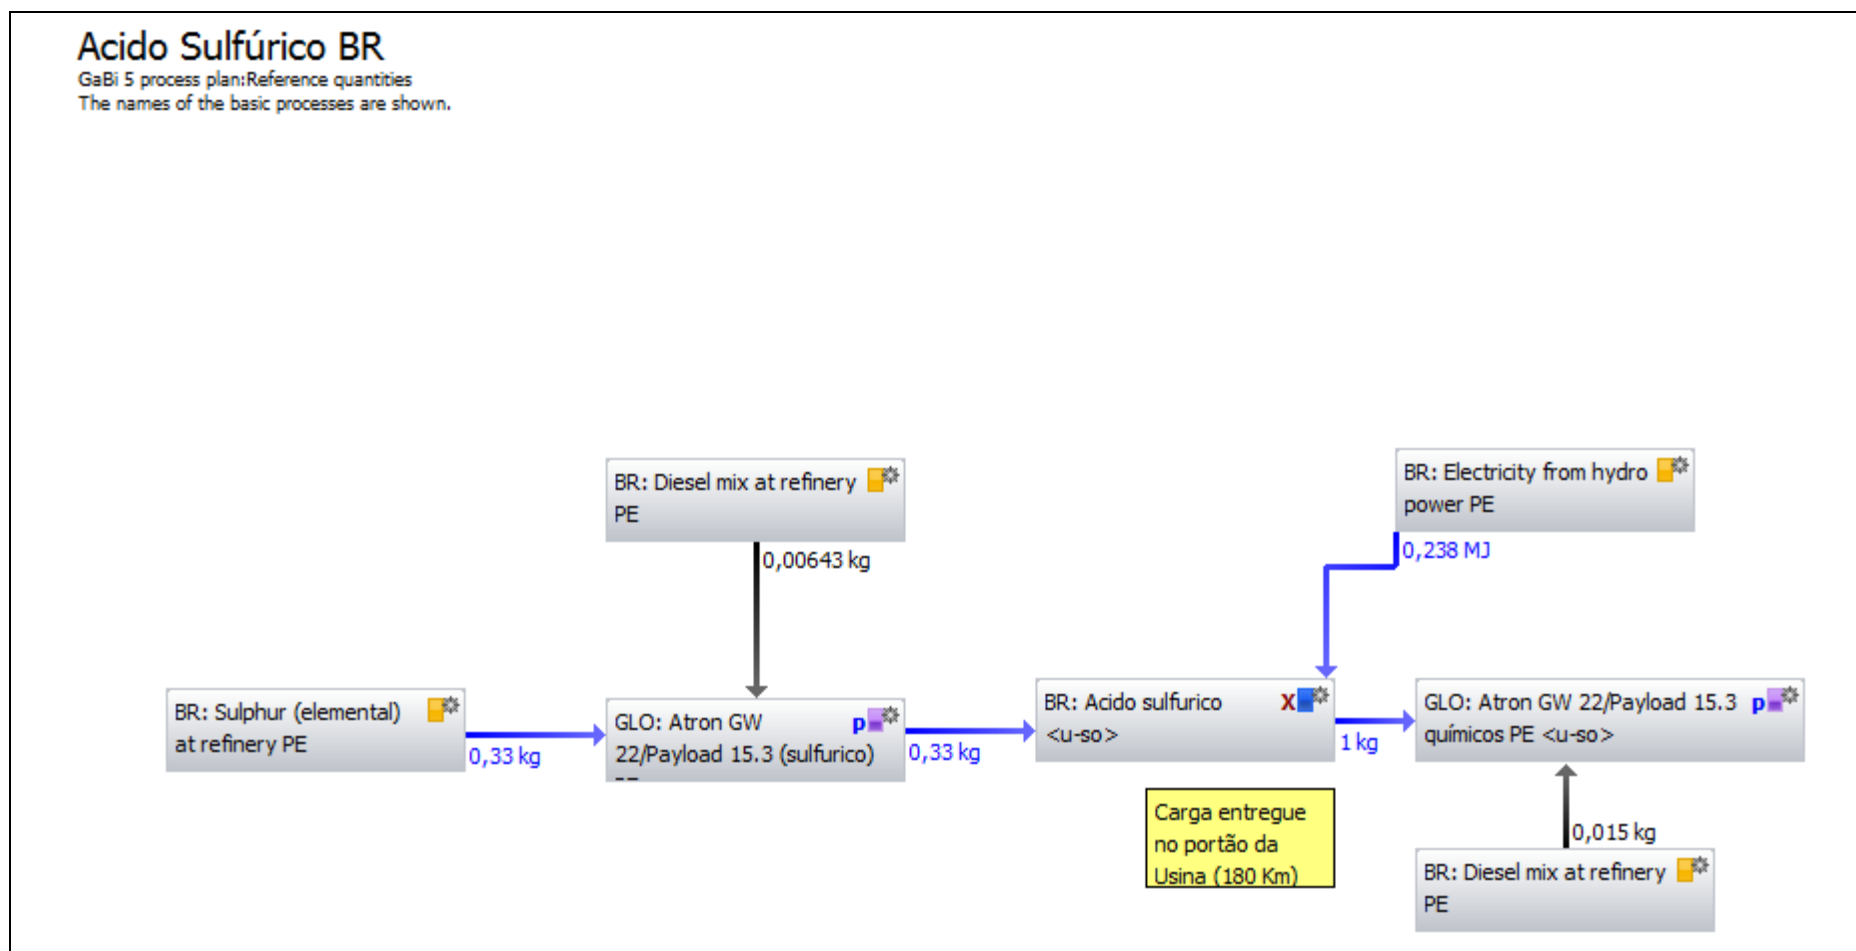 Acido Sulfúrico BR
GaBi 5 process plan:Reference quantities
The names of the basic processes are shown.
BR: Diesel mix at refinery
PE
0,00643 kg
BR: Electricity from hydro
power PE
0,238 MJ
BR: Sulphur (elemental)
at refinery PE
0,33 kg
GLO: Atron GW
22/Payload 15.3 (sulfurico)
p
0,33 kg
BR: Acido sulfurico
<u-so>
X
1 kg
GLO: Atron GW 22/Payload 15.3
químicos PE <u-so>
p
Carga entregue
no portão da
Usina (180 Km)
0,015 kg
BR: Diesel mix at refinery
PE